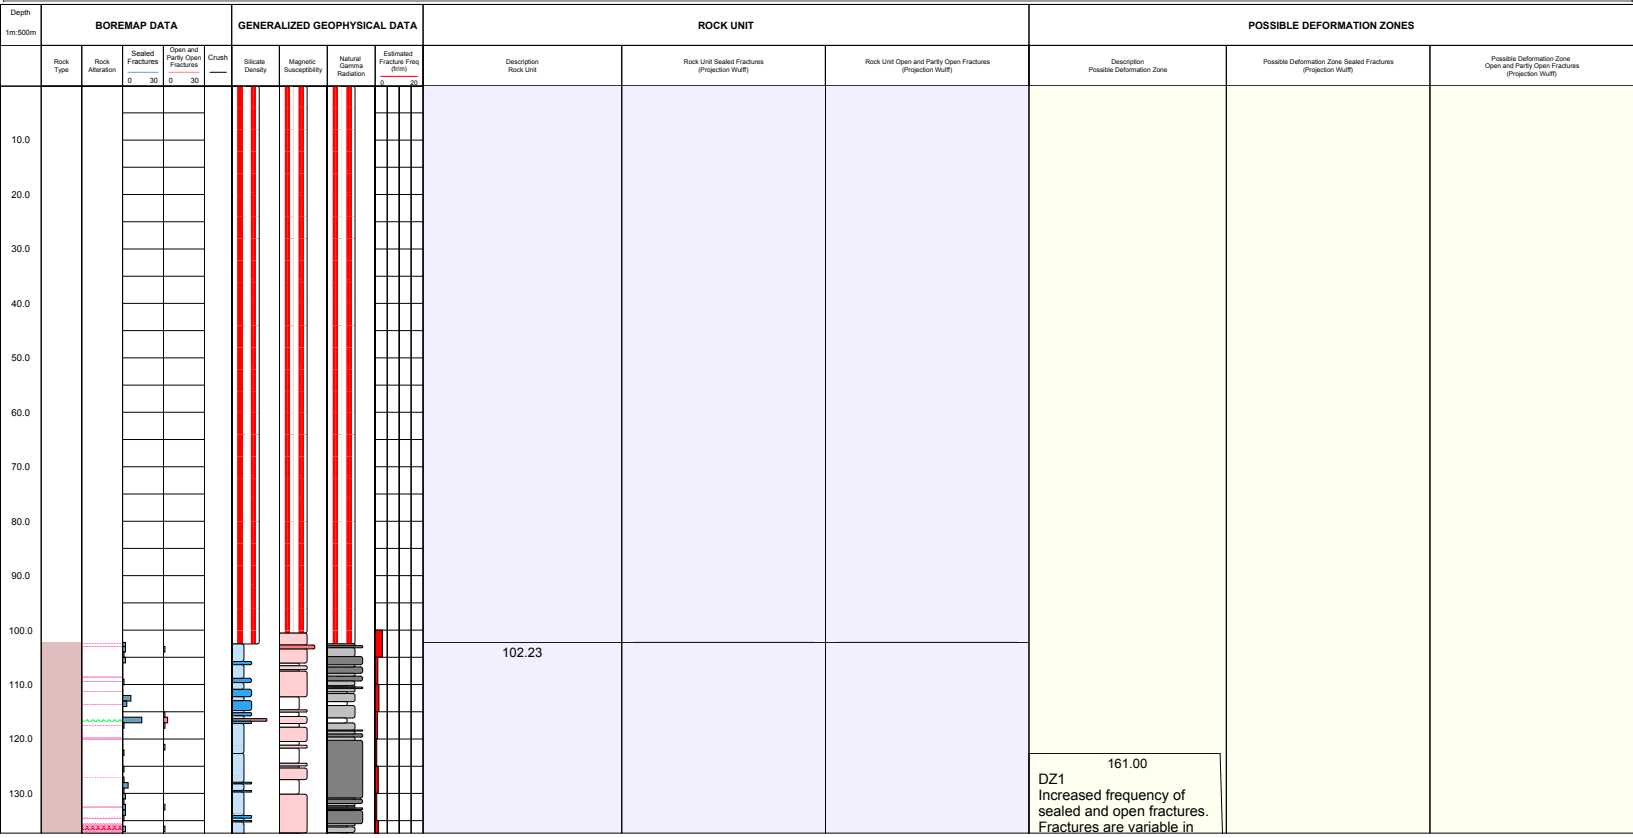 Depth
1m:500m
BOREMAP DATA
GENERALIZED GEOPHYSICAL DATA
ROCK UNIT
POSSIBLE DEFORMATION ZONES
Rock
Type
Rock
Alteration
Sealed
Fractures
0 30
Open and
Partly Open
Fractures
0 30
Crush
Silicate
Density
Magnetic
Susceptibility
Natural
Gamma
Radiation
Estimated
Fracture Freq
(fr/m)
0 20
Description
Rock Unit
Rock Unit Sealed Fractures
(Projection Wulff)
Rock Unit Open and Partly Open Fractures
(Projection Wulff)
Description
Possible Deformation Zone
Possible Deformation Zone Sealed Fractures
(Projection Wulff)
Possible Deformation Zone
Open and Partly Open Fractures
(Projection Wulff)
10.0
20.0
30.0
40.0
50.0
60.0
70.0
80.0
90.0
100.0
102.23
110.0
120.0
161.00
DZ1
Increased frequency of
130.0
sealed and open fractures.
Fractures are variable in